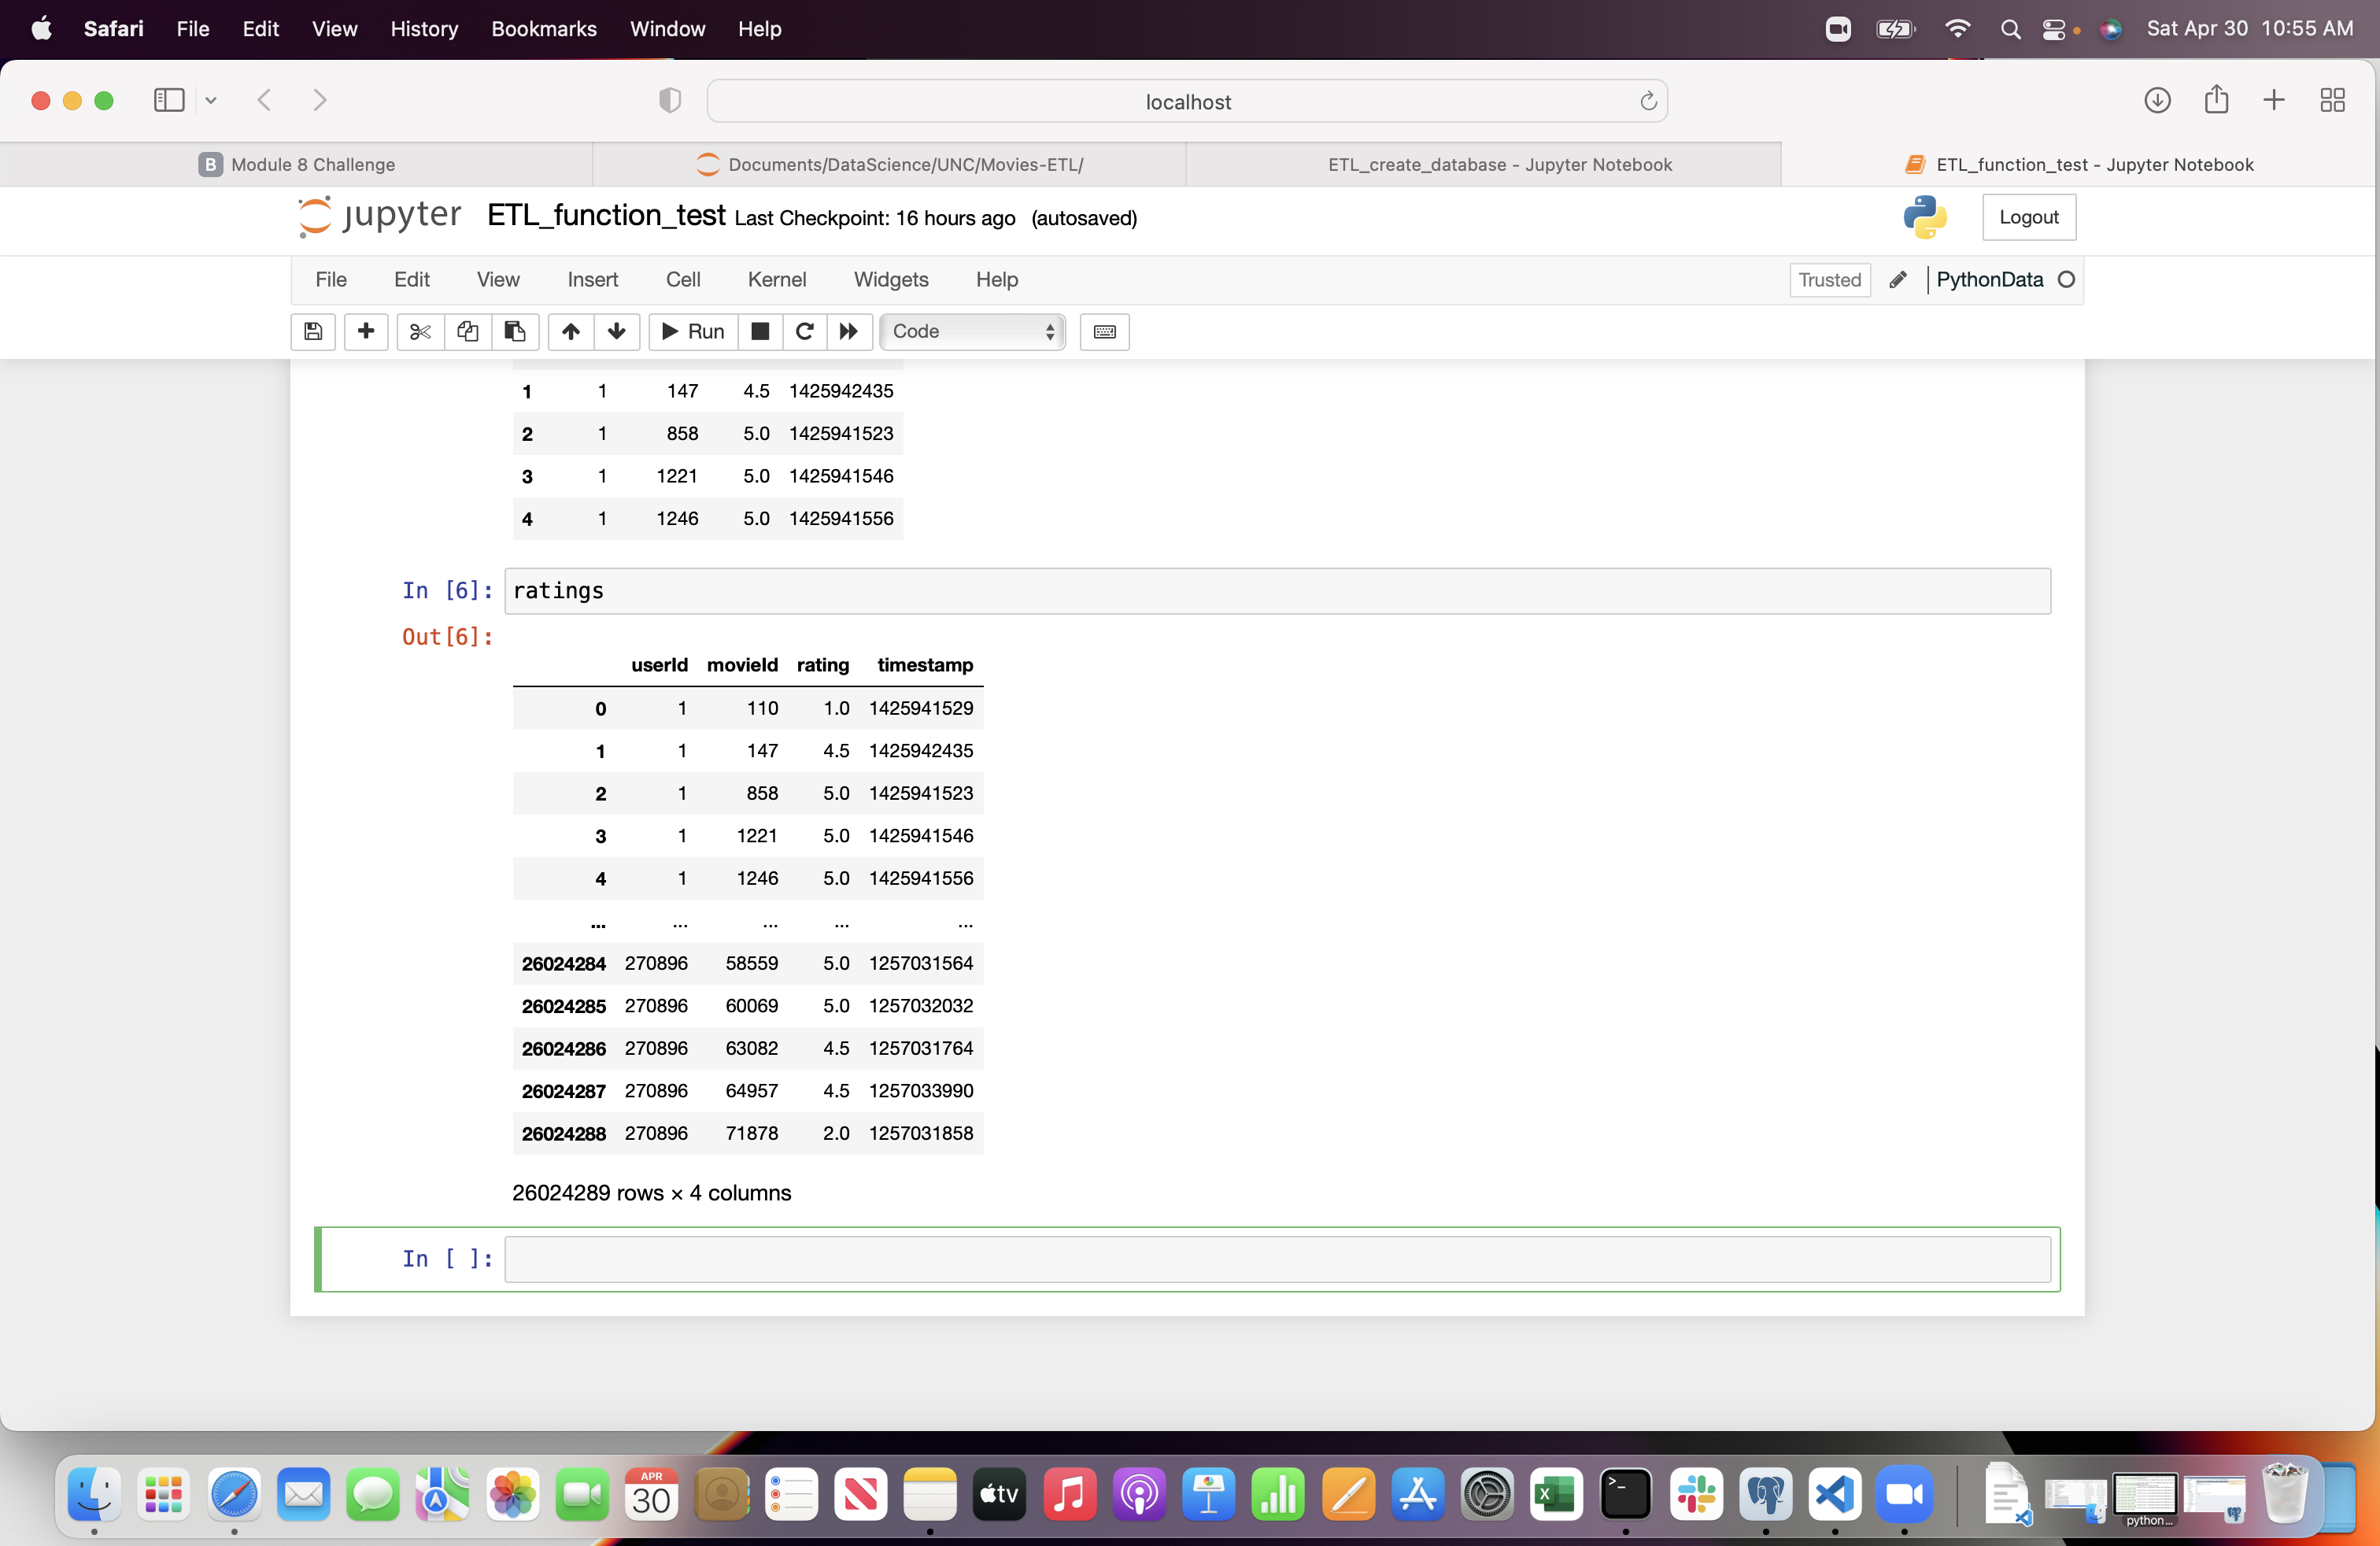 Safari File Edit View History Bookmarks Window Help Sat Apr 30 10:55 AM
localhost
B Module 8 Challenge Documents/DataScience/UNC/Movies-ETL/ ETL_create_database - Jupyter Notebook ETL_function_test - Jupyter Notebook
jupyter ETL_function_test Last Checkpoint: 16 hours ago (autosaved) Logout
File Edit View Insert Cell Kernel Widgets Help Trusted PythonData
Run Code
1 1 147 4.5 1425942435
2 1 858 5.0 1425941523
3 1 1221 5.0 1425941546
4 1 1246 5.0 1425941556
In [6]: ratings
Out[6]:
userId movieId rating timestamp
0 1 110 1.0 1425941529
1 1 147 4.5 1425942435
2 1 858 5.0 1425941523
3 1 1221 5.0 1425941546
4 1 1246 5.0 1425941556
... ... ... ... ...
26024284 270896 58559 5.0 1257031564
26024285 270896 60069 5.0 1257032032
26024286 270896 63082 4.5 1257031764
26024287 270896 64957 4.5 1257033990
26024288 270896 71878 2.0 1257031858
26024289 rows × 4 columns
In [ ]:
APR
30
tv
X
>_
python...